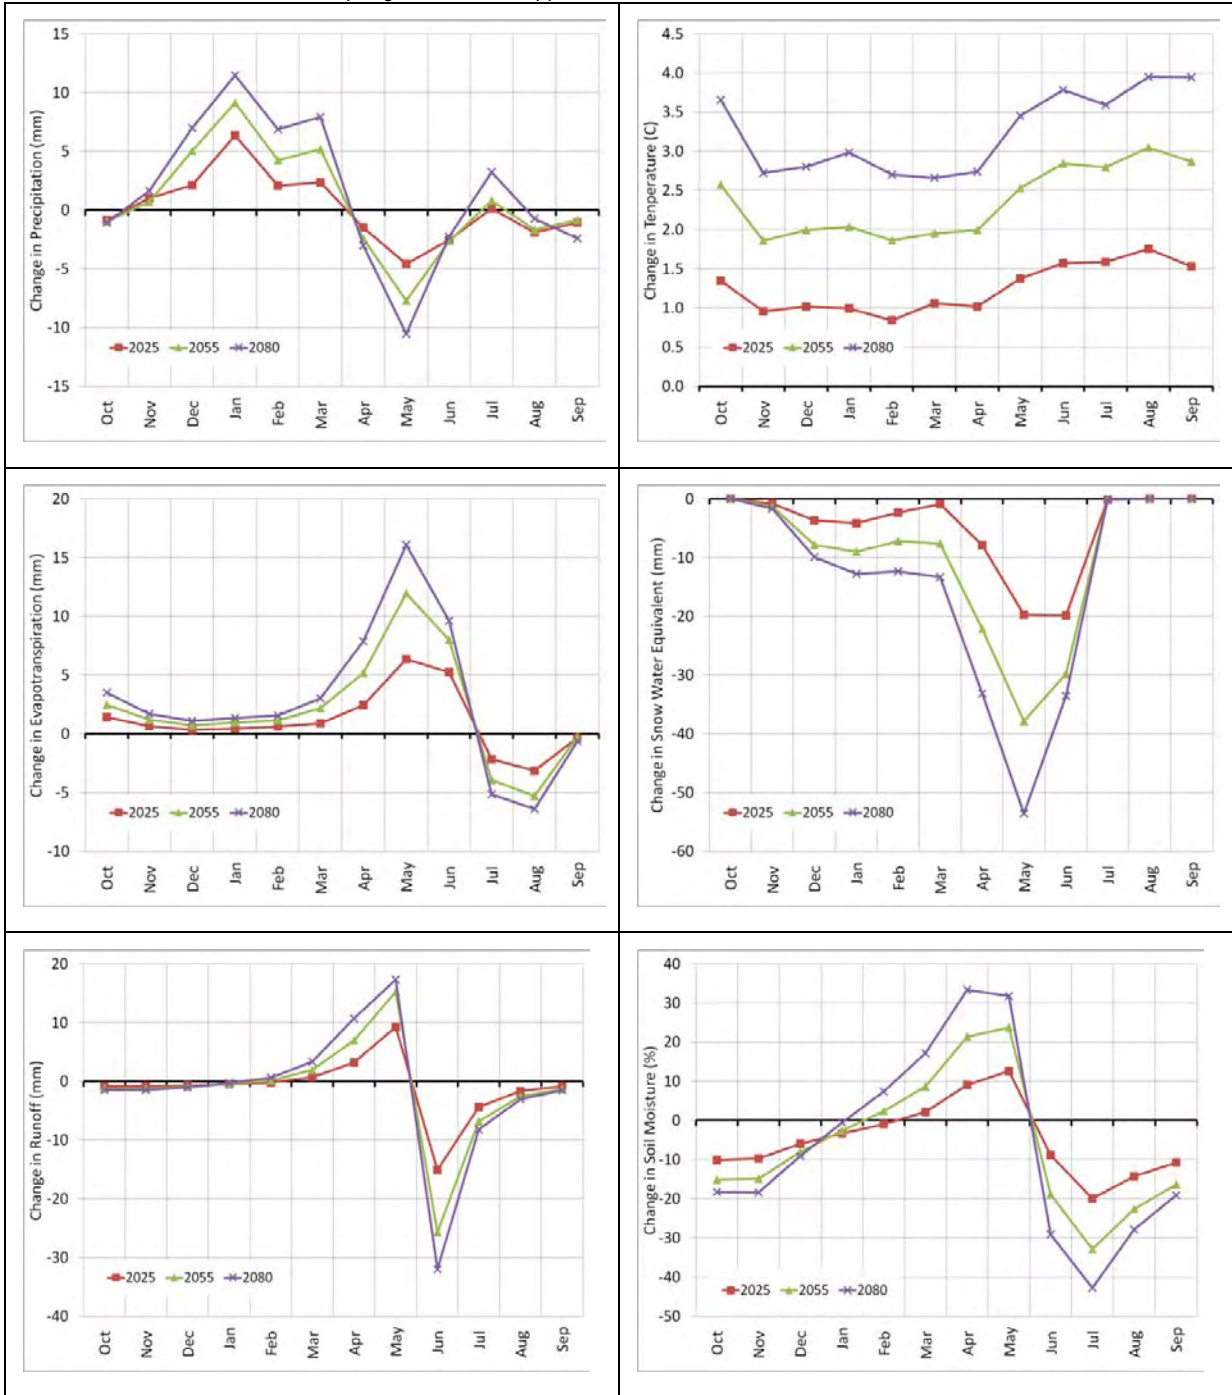 15
10
5
0
-5
-10
-15
Change in Precipitation (mm)
2025 2055 2080
Oct Nov Dec Jan Feb Mar Apr May Jun Jul Aug Sep
4.5
4.0
3.5
3.0
2.5
2.0
1.5
1.0
0.5
0.0
Change in Tenperature (C)
2025 2055 2080
Oct Nov Dec Jan Feb Mar Apr May Jun Jul Aug Sep
20
15
10
5
0
-5
-10
Change in Evapotranspiration (mm)
2025 2055 2080
Oct Nov Dec Jan Feb Mar Apr May Jun Jul Aug Sep
0
-10
-20
-30
-40
-50
-60
Change in Snow Water Equivalent (mm)
2025 2055 2080
Oct Nov Dec Jan Feb Mar Apr May Jun Jul Aug Sep
20
10
0
-10
-20
-30
-40
Change in Runoff (mm)
2025 2055 2080
Oct Nov Dec Jan Feb Mar Apr May Jun Jul Aug Sep
40
30
20
10
0
-10
-20
-30
-40
-50
Change in Soil Moisture (%)
2025 2055 2080
Oct Nov Dec Jan Feb Mar Apr May Jun Jul Aug Sep